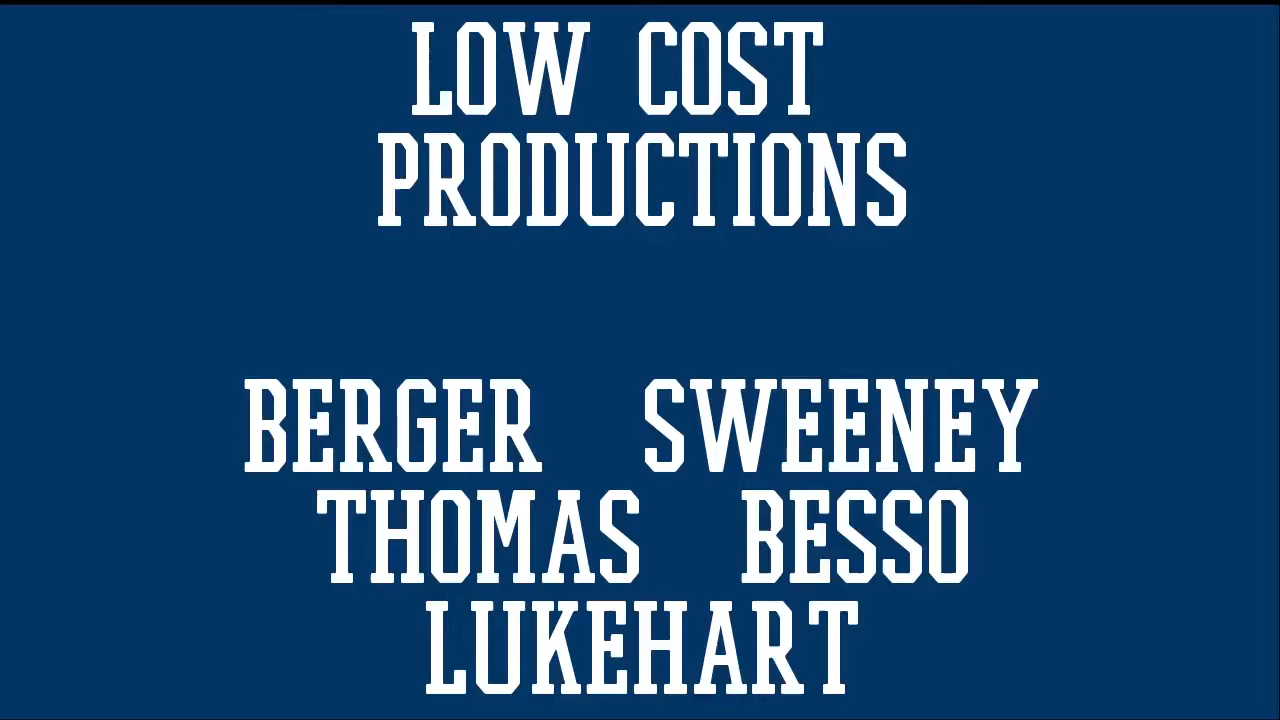 LOW COST
PRODUCTIONS
BERGER SWEENEY
THOMAS BESSO
LUKEHART